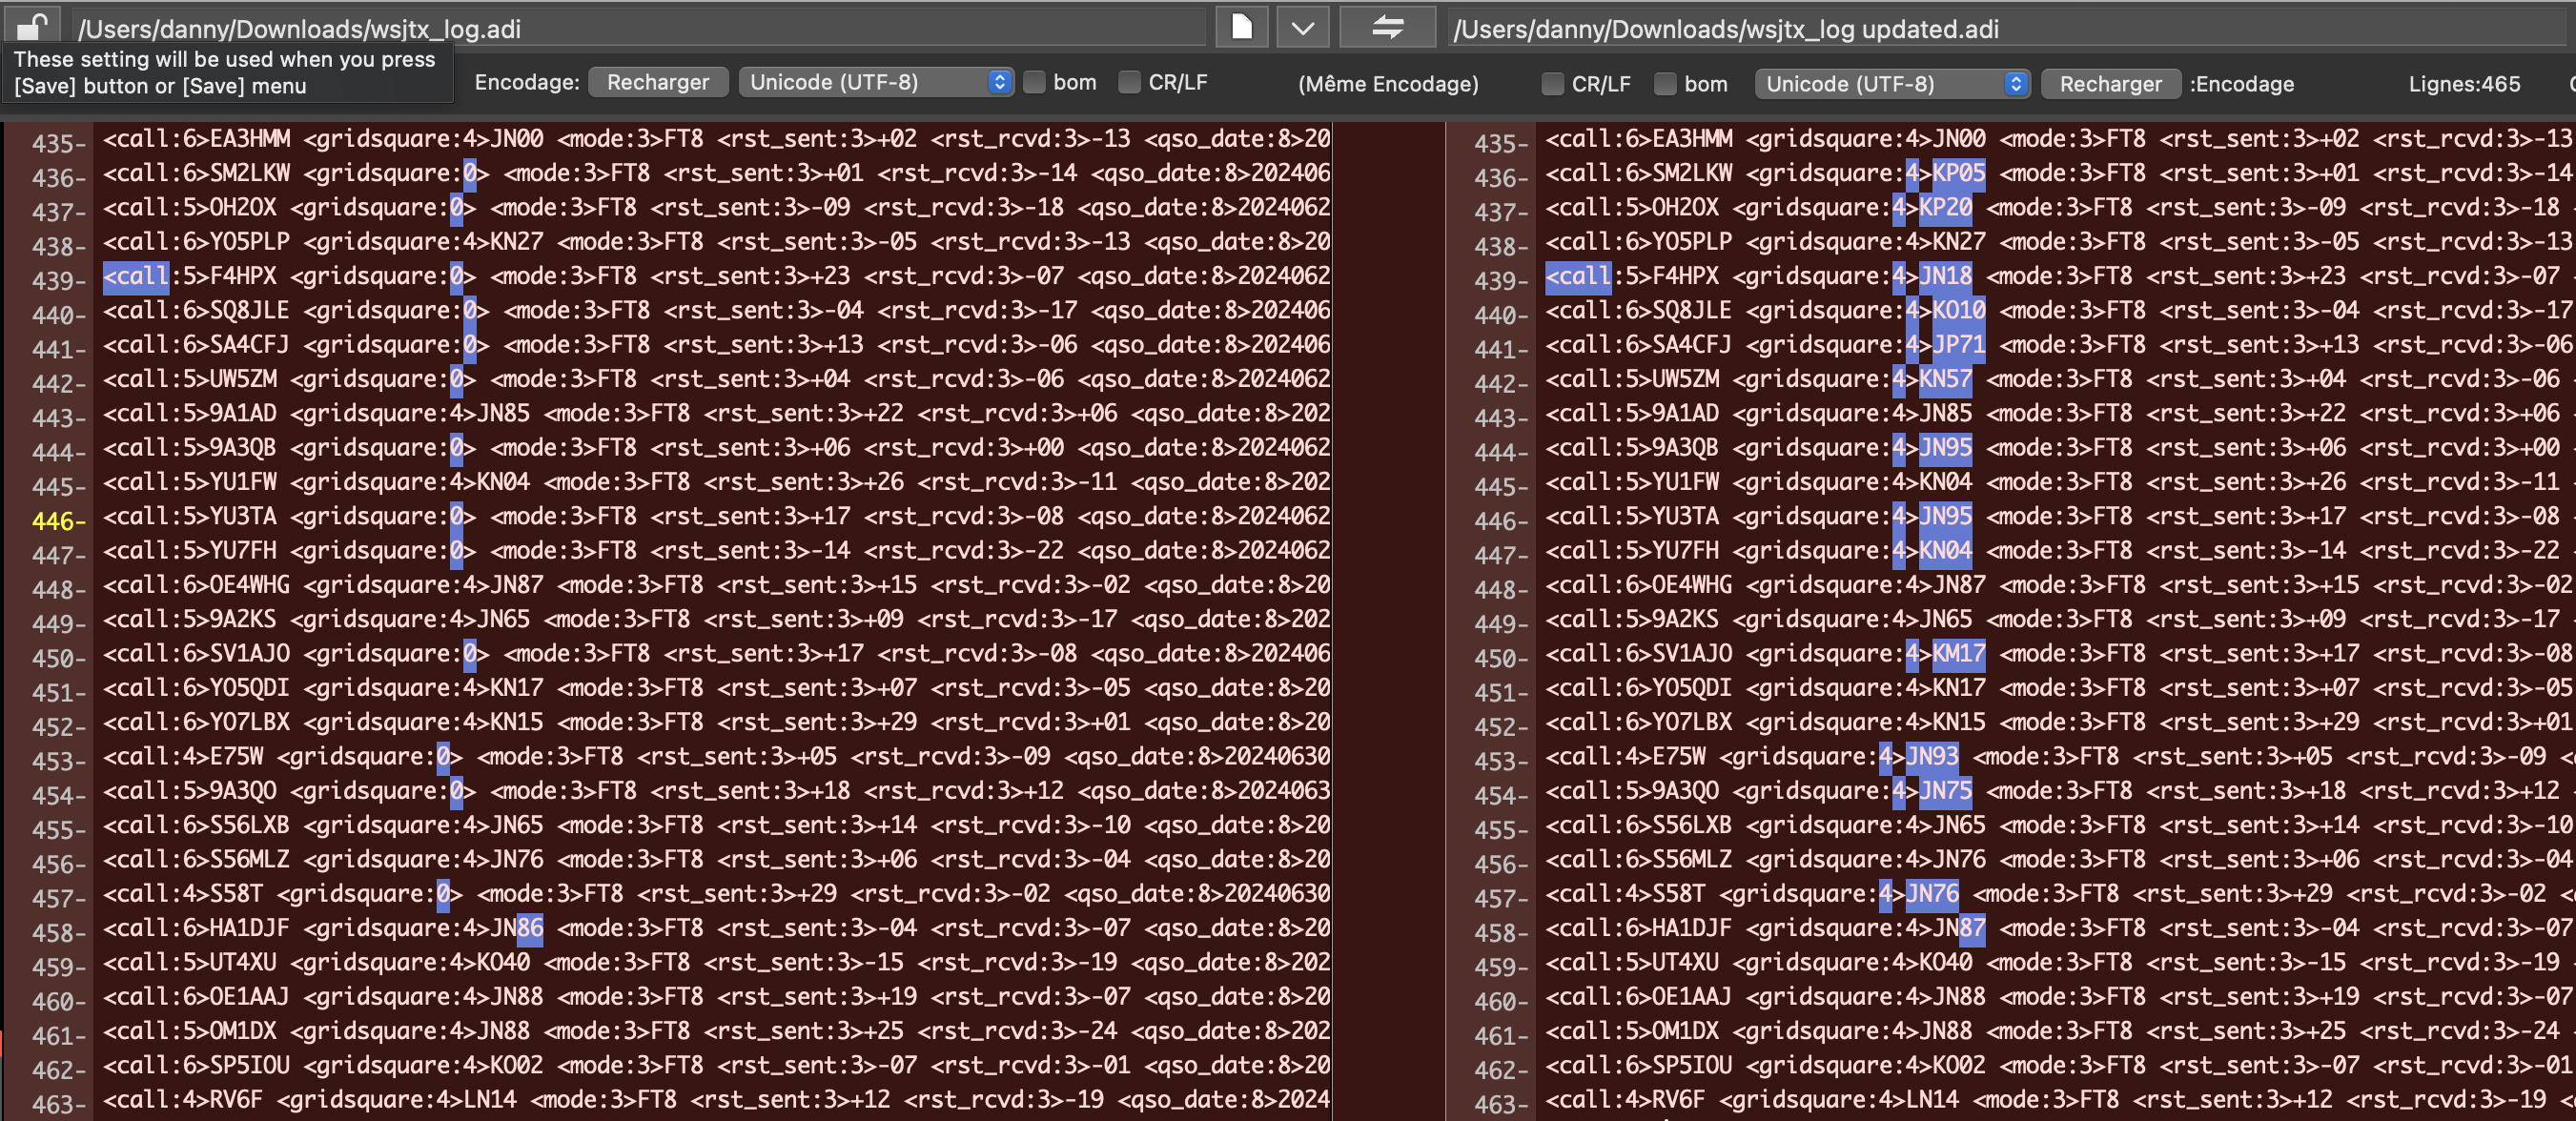 /Users/danny/Downloads/wsjtx_log.adi
/Users/danny/Downloads/wsjtx_log updated.adi
These setting will be used when you press
[Save] button or [Save] menu
Encodage: Recharger Unicode (UTF-8) bom CR/LF (Même Encodage) CR/LF bom Unicode (UTF-8) Recharger :Encodage Lignes:465
435- <call:6>EA3HMM <gridsquare:4>JN00 <mode:3>FT8 <rst_sent:3>+02 <rst_rcvd:3>-13 <qso_date:8>20
436- <call:6>SM2LKW <gridsquare:0> <mode:3>FT8 <rst_sent:3>+01 <rst_rcvd:3>-14 <qso_date:8>202406
437- <call:5>OH2OX <gridsquare:0> <mode:3>FT8 <rst_sent:3>-09 <rst_rcvd:3>-18 <qso_date:8>2024062
438- <call:6>YO5PLP <gridsquare:4>KN27 <mode:3>FT8 <rst_sent:3>-05 <rst_rcvd:3>-13 <qso_date:8>20
439- <call:5>F4HPX <gridsquare:0> <mode:3>FT8 <rst_sent:3>+23 <rst_rcvd:3>-07 <qso_date:8>2024062
440- <call:6>SQ8JLE <gridsquare:0> <mode:3>FT8 <rst_sent:3>-04 <rst_rcvd:3>-17 <qso_date:8>202406
441- <call:6>SA4CFJ <gridsquare:0> <mode:3>FT8 <rst_sent:3>+13 <rst_rcvd:3>-06 <qso_date:8>202406
442- <call:5>UW5ZM <gridsquare:0> <mode:3>FT8 <rst_sent:3>+04 <rst_rcvd:3>-06 <qso_date:8>2024062
443- <call:5>9A1AD <gridsquare:4>JN85 <mode:3>FT8 <rst_sent:3>+22 <rst_rcvd:3>+06 <qso_date:8>202
444- <call:5>9A3QB <gridsquare:0> <mode:3>FT8 <rst_sent:3>+06 <rst_rcvd:3>+00 <qso_date:8>2024062
445- <call:5>YU1FW <gridsquare:4>KN04 <mode:3>FT8 <rst_sent:3>+26 <rst_rcvd:3>-11 <qso_date:8>202
446- <call:5>YU3TA <gridsquare:0> <mode:3>FT8 <rst_sent:3>+17 <rst_rcvd:3>-08 <qso_date:8>2024062
447- <call:5>YU7FH <gridsquare:0> <mode:3>FT8 <rst_sent:3>-14 <rst_rcvd:3>-22 <qso_date:8>2024062
448- <call:6>OE4WHG <gridsquare:4>JN87 <mode:3>FT8 <rst_sent:3>+15 <rst_rcvd:3>-02 <qso_date:8>20
449- <call:5>9A2KS <gridsquare:4>JN65 <mode:3>FT8 <rst_sent:3>+09 <rst_rcvd:3>-17 <qso_date:8>202
450- <call:6>SV1AJO <gridsquare:0> <mode:3>FT8 <rst_sent:3>+17 <rst_rcvd:3>-08 <qso_date:8>202406
451- <call:6>YO5QDI <gridsquare:4>KN17 <mode:3>FT8 <rst_sent:3>+07 <rst_rcvd:3>-05 <qso_date:8>20
452- <call:6>YO7LBX <gridsquare:4>KN15 <mode:3>FT8 <rst_sent:3>+29 <rst_rcvd:3>+01 <qso_date:8>20
453- <call:4>E75W <gridsquare:0> <mode:3>FT8 <rst_sent:3>+05 <rst_rcvd:3>-09 <qso_date:8>20240630
454- <call:5>9A3QO <gridsquare:0> <mode:3>FT8 <rst_sent:3>+18 <rst_rcvd:3>+12 <qso_date:8>2024063
455- <call:6>S56LXB <gridsquare:4>JN65 <mode:3>FT8 <rst_sent:3>+14 <rst_rcvd:3>-10 <qso_date:8>20
456- <call:6>S56MLZ <gridsquare:4>JN76 <mode:3>FT8 <rst_sent:3>+06 <rst_rcvd:3>-04 <qso_date:8>20
457- <call:4>S58T <gridsquare:0> <mode:3>FT8 <rst_sent:3>+29 <rst_rcvd:3>-02 <qso_date:8>20240630
458- <call:6>HA1DJF <gridsquare:4>JN86 <mode:3>FT8 <rst_sent:3>-04 <rst_rcvd:3>-07 <qso_date:8>20
459- <call:5>UT4XU <gridsquare:4>KO40 <mode:3>FT8 <rst_sent:3>-15 <rst_rcvd:3>-19 <qso_date:8>202
460- <call:6>OE1AAJ <gridsquare:4>JN88 <mode:3>FT8 <rst_sent:3>+19 <rst_rcvd:3>-07 <qso_date:8>20
461- <call:5>OM1DX <gridsquare:4>JN88 <mode:3>FT8 <rst_sent:3>+25 <rst_rcvd:3>-24 <qso_date:8>202
462- <call:6>SP5IOU <gridsquare:4>KO02 <mode:3>FT8 <rst_sent:3>-07 <rst_rcvd:3>-01 <qso_date:8>20
463- <call:4>RV6F <gridsquare:4>LN14 <mode:3>FT8 <rst_sent:3>+12 <rst_rcvd:3>-19 <qso_date:8>2024
435- <call:6>EA3HMM <gridsquare:4>JN00 <mode:3>FT8 <rst_sent:3>+02 <rst_rcvd:3>-13
436- <call:6>SM2LKW <gridsquare:4>KP05 <mode:3>FT8 <rst_sent:3>+01 <rst_rcvd:3>-14
437- <call:5>OH2OX <gridsquare:4>KP20 <mode:3>FT8 <rst_sent:3>-09 <rst_rcvd:3>-18
438- <call:6>YO5PLP <gridsquare:4>KN27 <mode:3>FT8 <rst_sent:3>-05 <rst_rcvd:3>-13
439- <call:5>F4HPX <gridsquare:4>JN18 <mode:3>FT8 <rst_sent:3>+23 <rst_rcvd:3>-07
440- <call:6>SQ8JLE <gridsquare:4>KO10 <mode:3>FT8 <rst_sent:3>-04 <rst_rcvd:3>-17
441- <call:6>SA4CFJ <gridsquare:4>JP71 <mode:3>FT8 <rst_sent:3>+13 <rst_rcvd:3>-06
442- <call:5>UW5ZM <gridsquare:4>KN57 <mode:3>FT8 <rst_sent:3>+04 <rst_rcvd:3>-06
443- <call:5>9A1AD <gridsquare:4>JN85 <mode:3>FT8 <rst_sent:3>+22 <rst_rcvd:3>+06
444- <call:5>9A3QB <gridsquare:4>JN95 <mode:3>FT8 <rst_sent:3>+06 <rst_rcvd:3>+00
445- <call:5>YU1FW <gridsquare:4>KN04 <mode:3>FT8 <rst_sent:3>+26 <rst_rcvd:3>-11
446- <call:5>YU3TA <gridsquare:4>JN95 <mode:3>FT8 <rst_sent:3>+17 <rst_rcvd:3>-08
447- <call:5>YU7FH <gridsquare:4>KN04 <mode:3>FT8 <rst_sent:3>-14 <rst_rcvd:3>-22
448- <call:6>OE4WHG <gridsquare:4>JN87 <mode:3>FT8 <rst_sent:3>+15 <rst_rcvd:3>-02
449- <call:5>9A2KS <gridsquare:4>JN65 <mode:3>FT8 <rst_sent:3>+09 <rst_rcvd:3>-17
450- <call:6>SV1AJO <gridsquare:4>KM17 <mode:3>FT8 <rst_sent:3>+17 <rst_rcvd:3>-08
451- <call:6>YO5QDI <gridsquare:4>KN17 <mode:3>FT8 <rst_sent:3>+07 <rst_rcvd:3>-05
452- <call:6>YO7LBX <gridsquare:4>KN15 <mode:3>FT8 <rst_sent:3>+29 <rst_rcvd:3>+01
453- <call:4>E75W <gridsquare:4>JN93 <mode:3>FT8 <rst_sent:3>+05 <rst_rcvd:3>-09 <
454- <call:5>9A3QO <gridsquare:4>JN75 <mode:3>FT8 <rst_sent:3>+18 <rst_rcvd:3>+12
455- <call:6>S56LXB <gridsquare:4>JN65 <mode:3>FT8 <rst_sent:3>+14 <rst_rcvd:3>-10
456- <call:6>S56MLZ <gridsquare:4>JN76 <mode:3>FT8 <rst_sent:3>+06 <rst_rcvd:3>-04
457- <call:4>S58T <gridsquare:4>JN76 <mode:3>FT8 <rst_sent:3>+29 <rst_rcvd:3>-02 <
458- <call:6>HA1DJF <gridsquare:4>JN87 <mode:3>FT8 <rst_sent:3>-04 <rst_rcvd:3>-07
459- <call:5>UT4XU <gridsquare:4>KO40 <mode:3>FT8 <rst_sent:3>-15 <rst_rcvd:3>-19
460- <call:6>OE1AAJ <gridsquare:4>JN88 <mode:3>FT8 <rst_sent:3>+19 <rst_rcvd:3>-07
461- <call:5>OM1DX <gridsquare:4>JN88 <mode:3>FT8 <rst_sent:3>+25 <rst_rcvd:3>-24
462- <call:6>SP5IOU <gridsquare:4>KO02 <mode:3>FT8 <rst_sent:3>-07 <rst_rcvd:3>-01
463- <call:4>RV6F <gridsquare:4>LN14 <mode:3>FT8 <rst_sent:3>+12 <rst_rcvd:3>-19 <